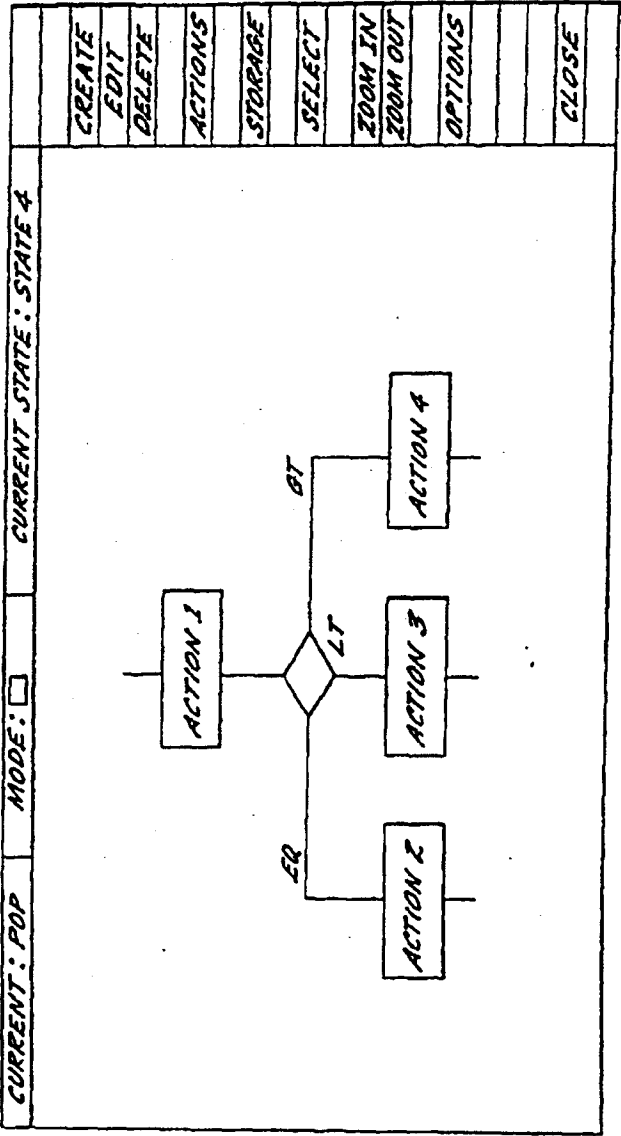 CURRENT: POP
MODE:
CURRENT STATE: STATE 4
CREATE
EDIT
DELETE
ACTIONS
STORAGE
SELECT
ZOOM IN
ZOOM OUT
OPTIONS
CLOSE
ACTION 1
EQ
LT
GT
ACTION 2
ACTION 3
ACTION 4